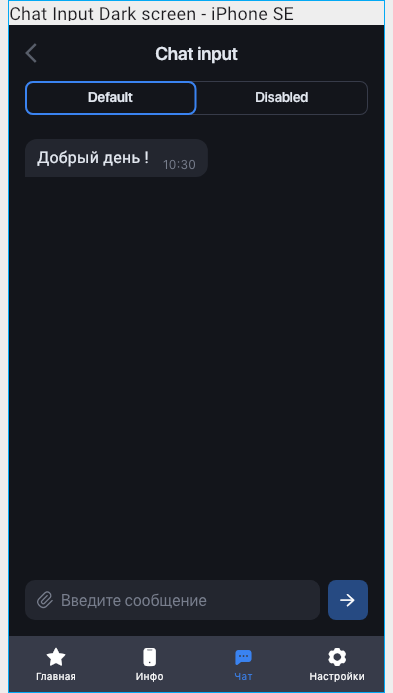 Chat Input Dark screen - iPhone SE
Chat input
Default Disabled
Добрый день ! 10:30
Введите сообщение
Главная Инфо Чат Настройки